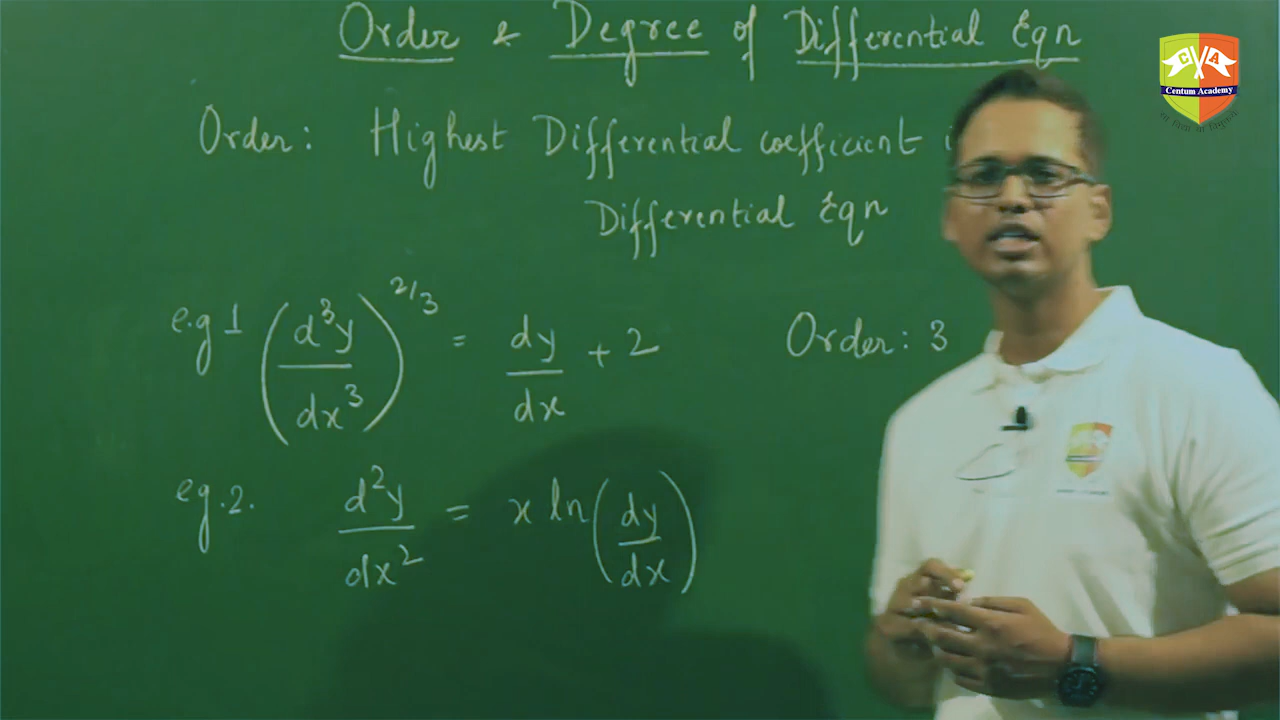 Order & Degree of Differential Eqn
Order: Highest Differential coefficient
Differential Eqn
e.g 1 (d³y/dx³)^2/3 = dy/dx + 2
Order: 3
eg.2. d²y/dx² = x ln(dy/dx)
C A
Centum Academy